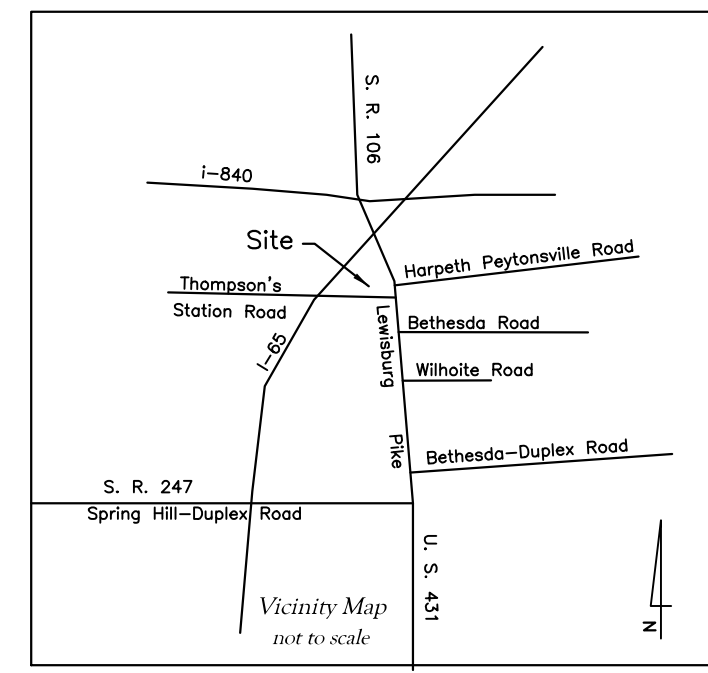 S. R. 106
i-840
Site
Harpeth Peytonsville Road
Thompson's
Station Road
Lewisburg
Bethesda Road
I-65
Wilhoite Road
Pike
Bethesda-Duplex Road
S. R. 247
Spring Hill-Duplex Road
U. S. 431
Vicinity Map
not to scale
N